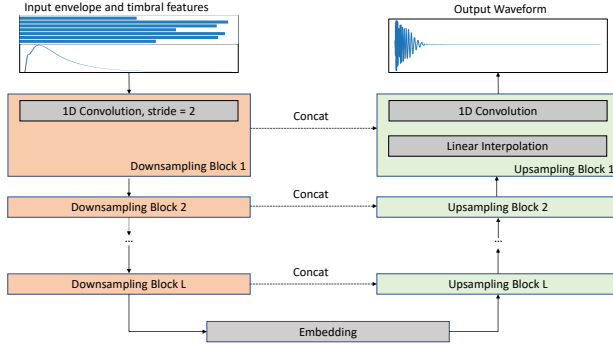 Input envelope and timbral features
Output Waveform
1D Convolution, stride = 2
Downsampling Block 1
Concat
1D Convolution
Linear Interpolation
Upsampling Block 1
Downsampling Block 2
Concat
Upsampling Block 2
...
...
Downsampling Block L
Concat
Upsampling Block L
Embedding